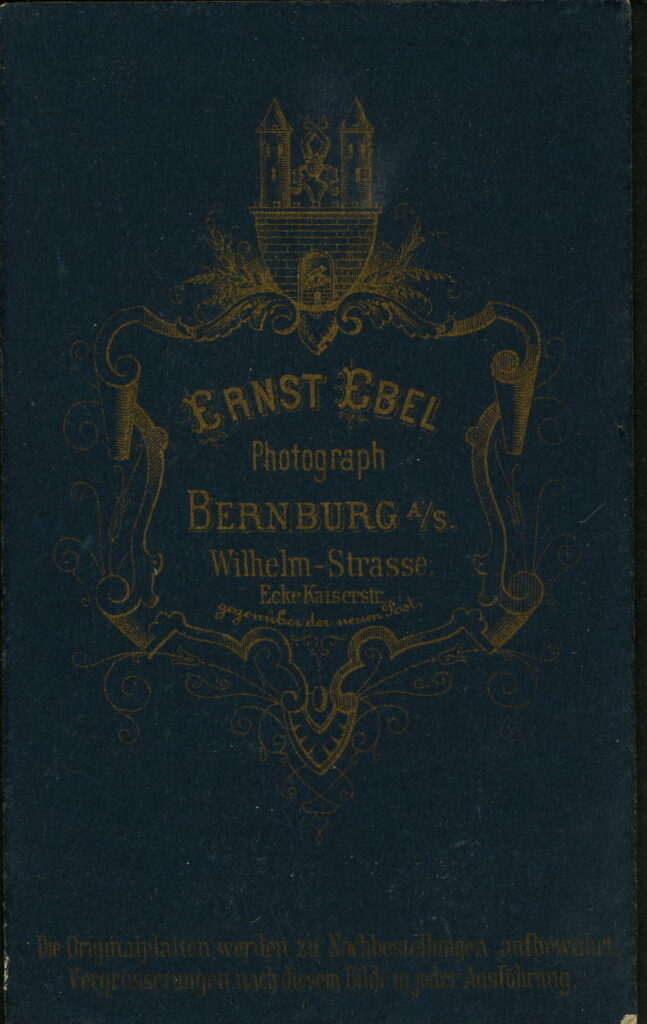 ERNST EBEL
Photograph
BERNBURG A/S.
Wilhelm-Strasse,
Ecke Kaiserstr.
gegenüber der neuen Post.
Die Originalplatten werden zu Nachbestellungen aufbewahrt
Vergrösserungen nach diesem Bilde in jeder Ausführung.